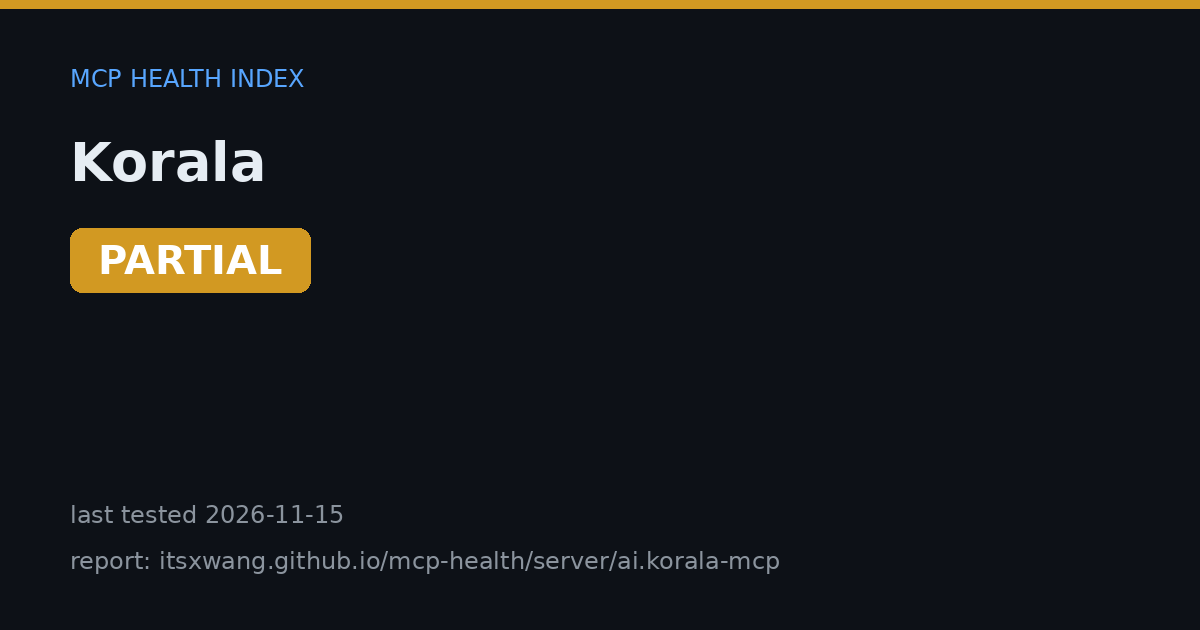 MCP HEALTH INDEX
Korala
PARTIAL
last tested 2026-11-15
report: itsxwang.github.io/mcp-health/server/ai.korala-mcp